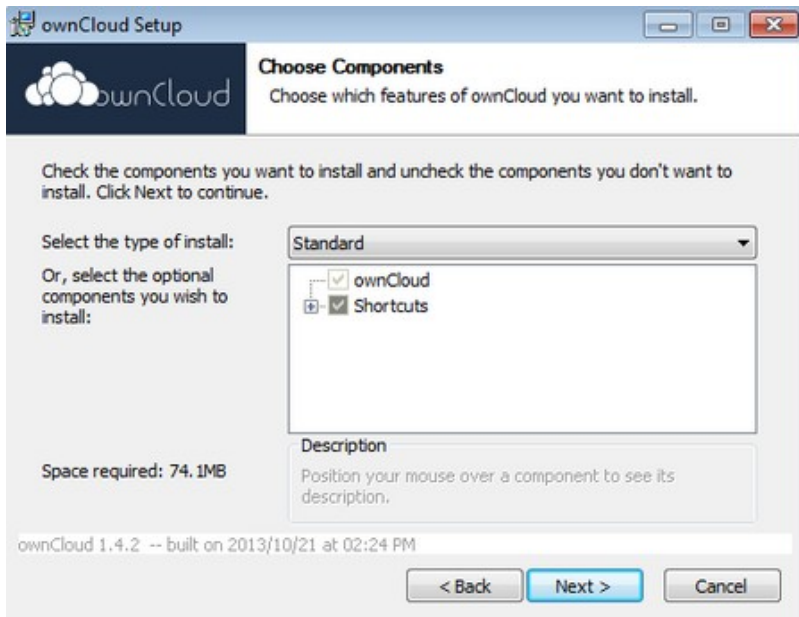 ownCloud Setup
ownCloud
Choose Components
Choose which features of ownCloud you want to install.
Check the components you want to install and uncheck the components you don't want to
install. Click Next to continue.
Select the type of install:
Standard
Or, select the optional
components you wish to
install:
ownCloud
Shortcuts
Space required: 74.1MB
Description
Position your mouse over a component to see its
description.
ownCloud 1.4.2 -- built on 2013/10/21 at 02:24 PM
< Back
Next >
Cancel